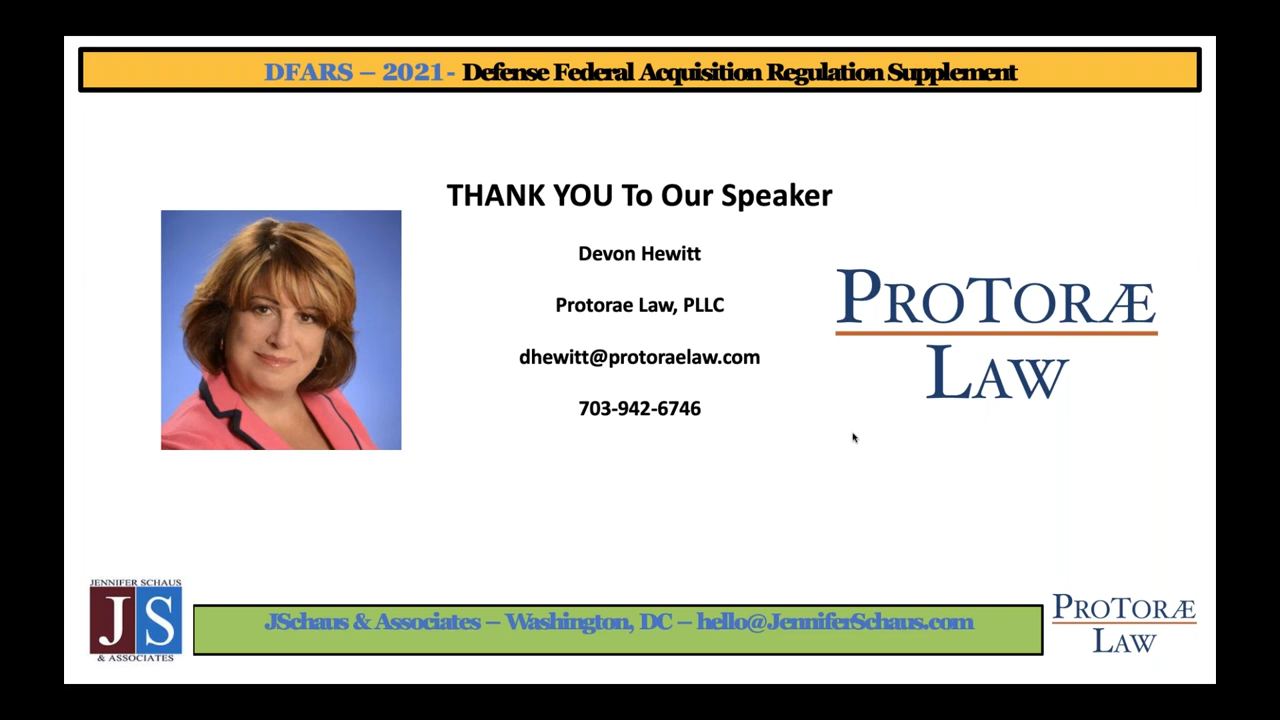 DFARS – 2021 - Defense Federal Acquisition Regulation Supplement
THANK YOU To Our Speaker
Devon Hewitt
Protorae Law, PLLC
dhewitt@protoraelaw.com
703-942-6746
PROTORÆ
LAW
JENNIFER SCHAUS
JS
& ASSOCIATES
JSchaus & Associates – Washington, DC – hello@JenniferSchaus.com
PROTORÆ
LAW